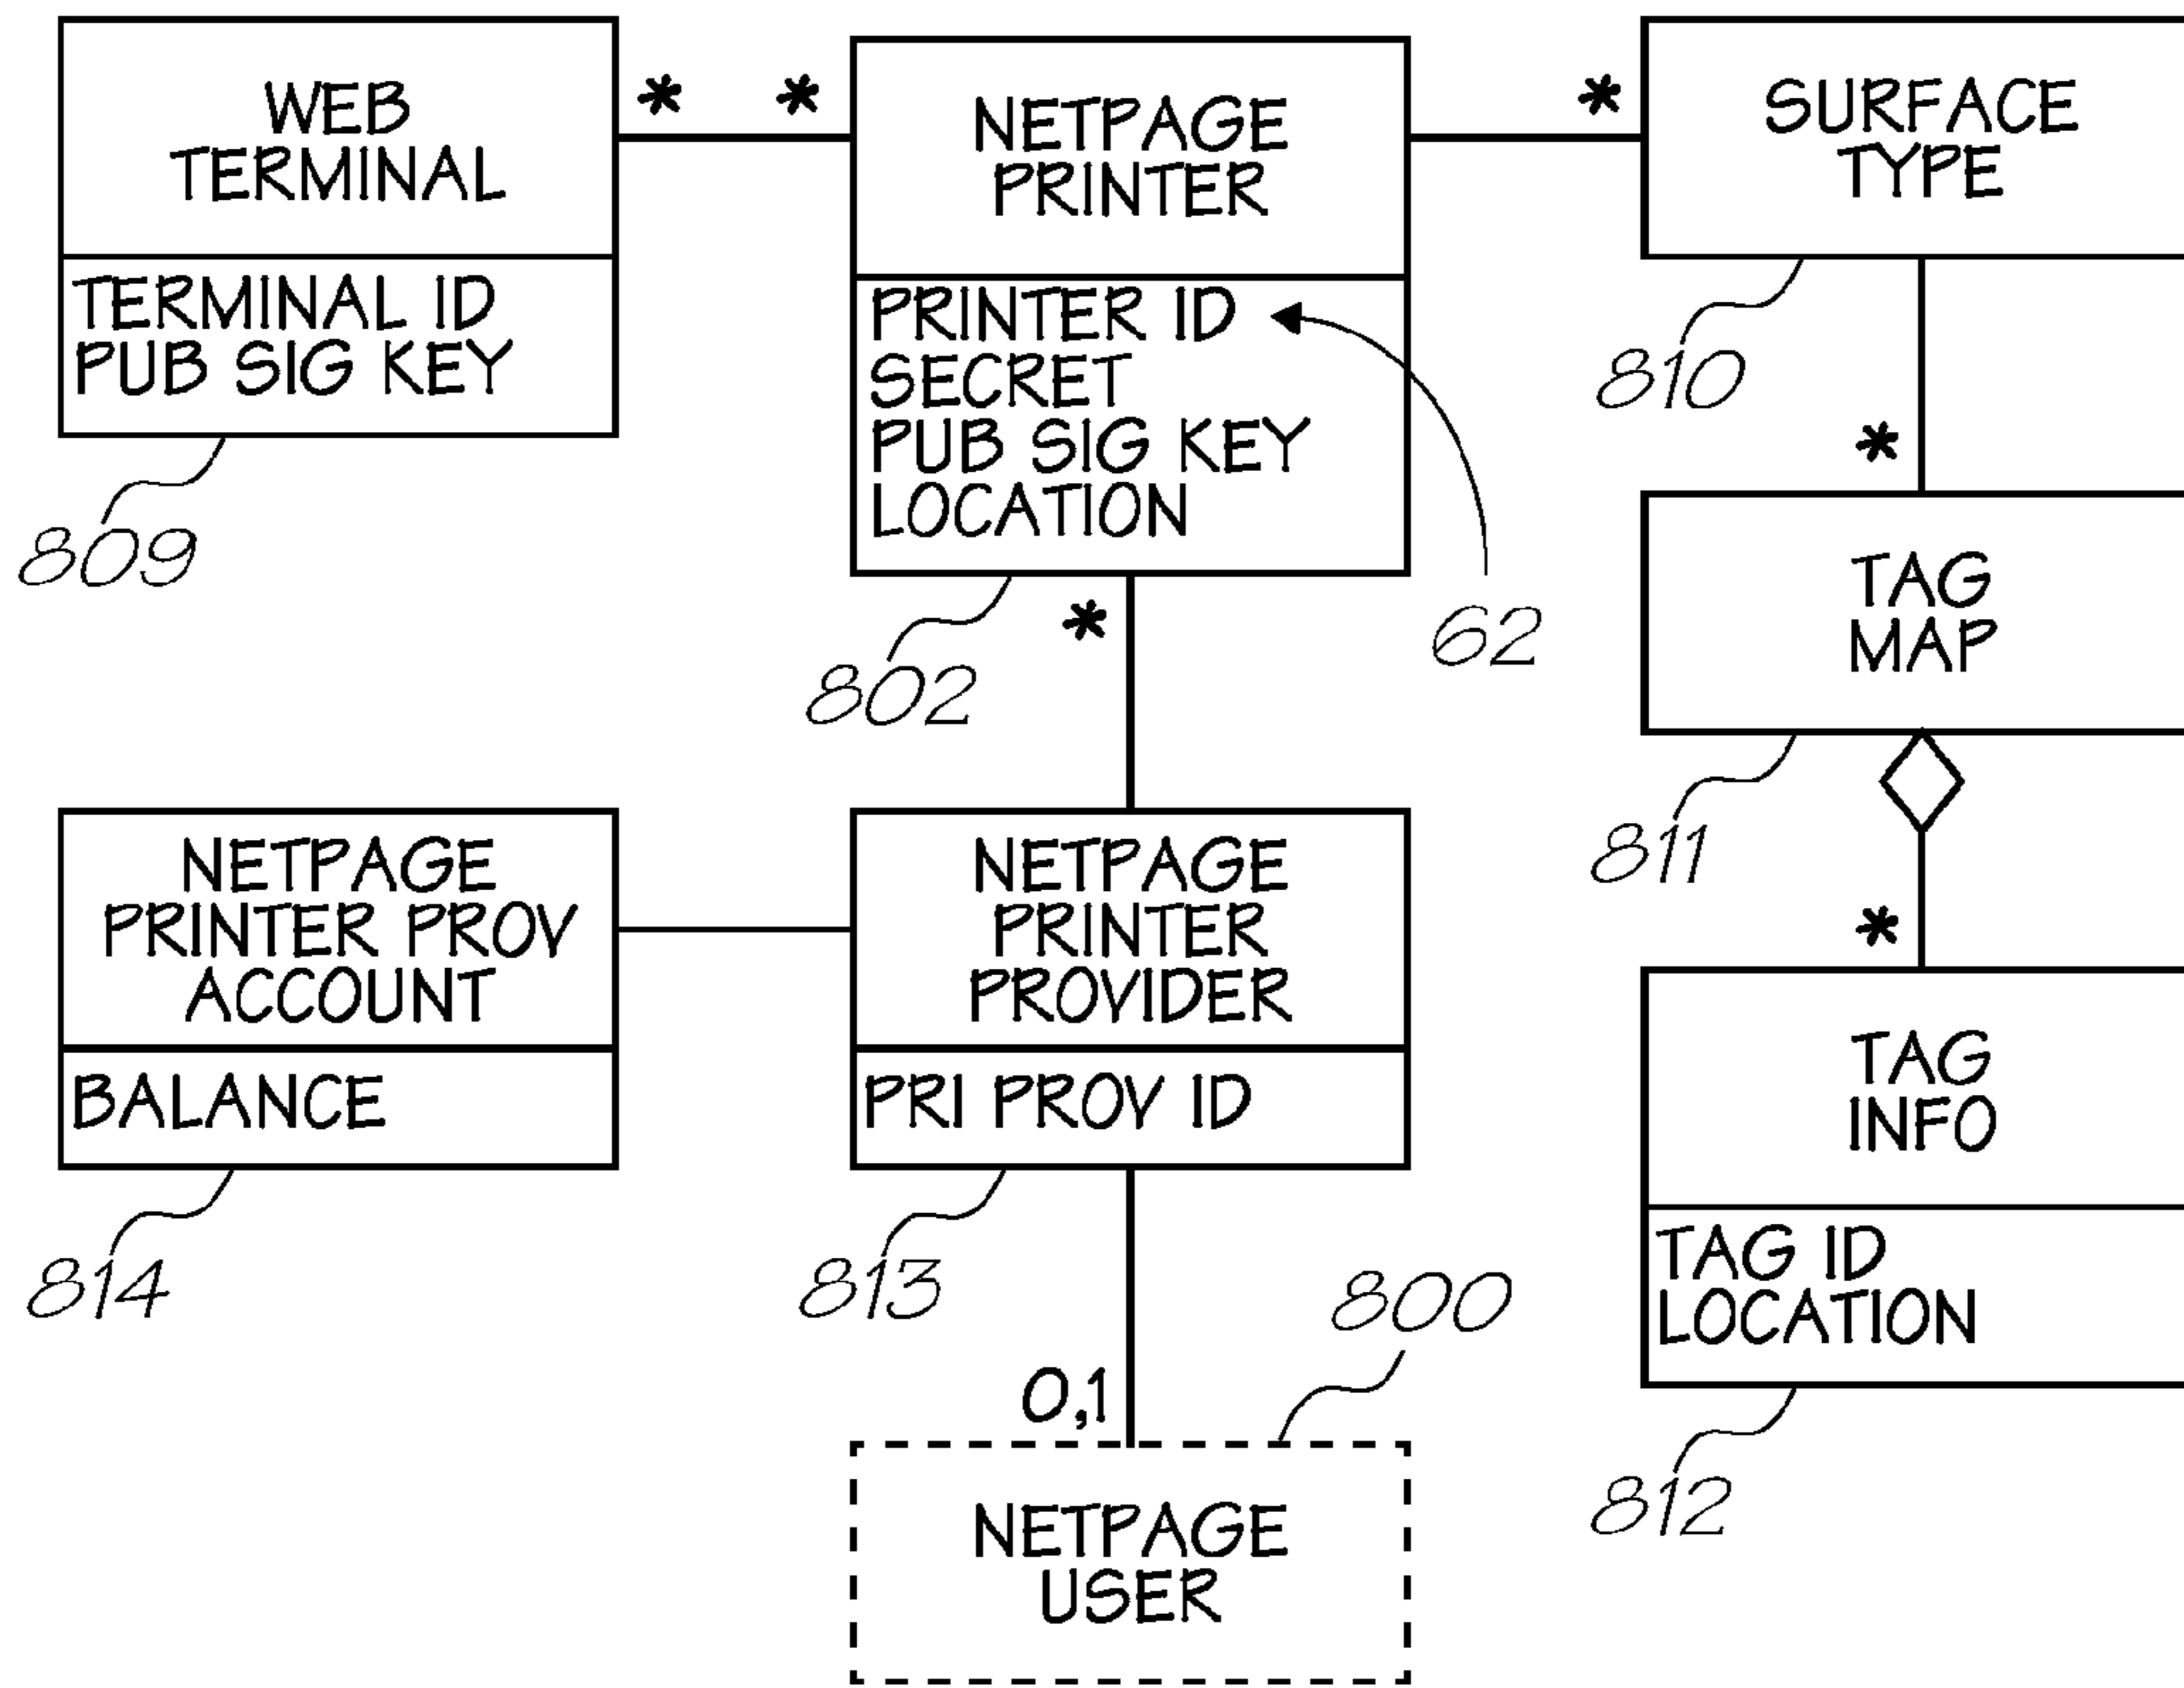 WEB
TERMINAL
TERMINAL ID
PUB SIG KEY
809
*
*
NETPAGE
PRINTER
PRINTER ID
SECRET
PUB SIG KEY
LOCATION
802
62
*
*
SURFACE
TYPE
810
*
TAG
MAP
811
*
TAG
INFO
TAG ID
LOCATION
812
NETPAGE
PRINTER PROV
ACCOUNT
BALANCE
814
NETPAGE
PRINTER
PROVIDER
PRI PROV ID
813
800
0,1
NETPAGE
USER